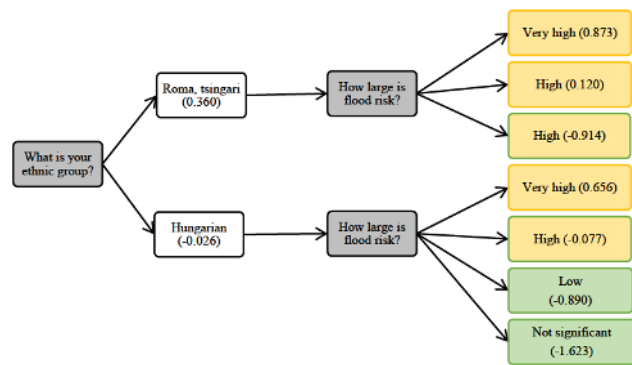 What is your
ethnic group?
Roma, tsingari
(0.360)
How large is
flood risk?
Very high (0.873)
High (0.120)
High (-0.914)
Hungarian
(-0.026)
How large is
flood risk?
Very high (0.656)
High (-0.077)
Low
(-0.890)
Not significant
(-1.623)